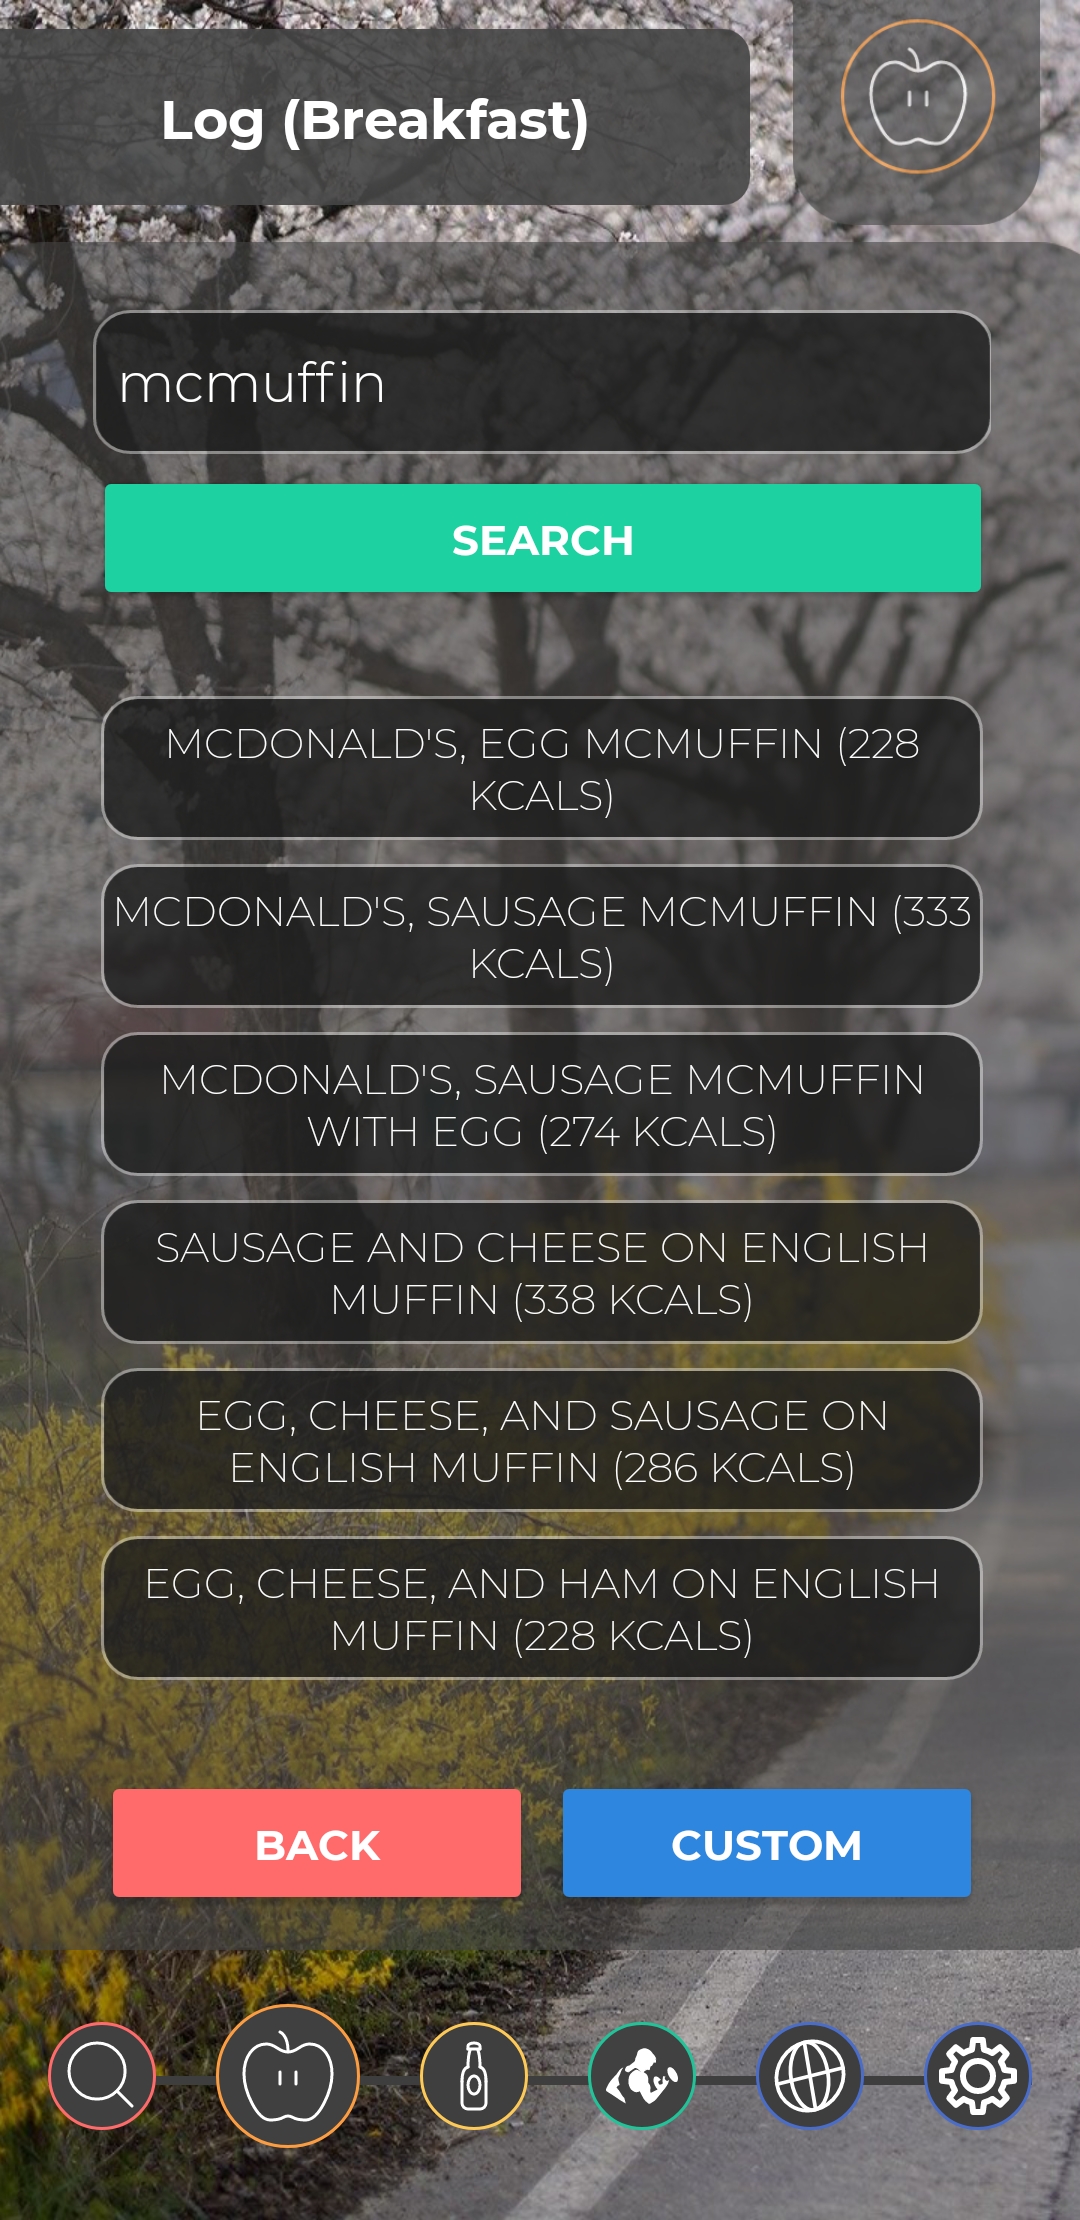 Log (Breakfast)
mcmuffin
SEARCH
MCDONALD'S, EGG MCMUFFIN (228
KCALS)
MCDONALD'S, SAUSAGE MCMUFFIN (333
KCALS)
MCDONALD'S, SAUSAGE MCMUFFIN
WITH EGG (274 KCALS)
SAUSAGE AND CHEESE ON ENGLISH
MUFFIN (338 KCALS)
EGG, CHEESE, AND SAUSAGE ON
ENGLISH MUFFIN (286 KCALS)
EGG, CHEESE, AND HAM ON ENGLISH
MUFFIN (228 KCALS)
BACK
CUSTOM